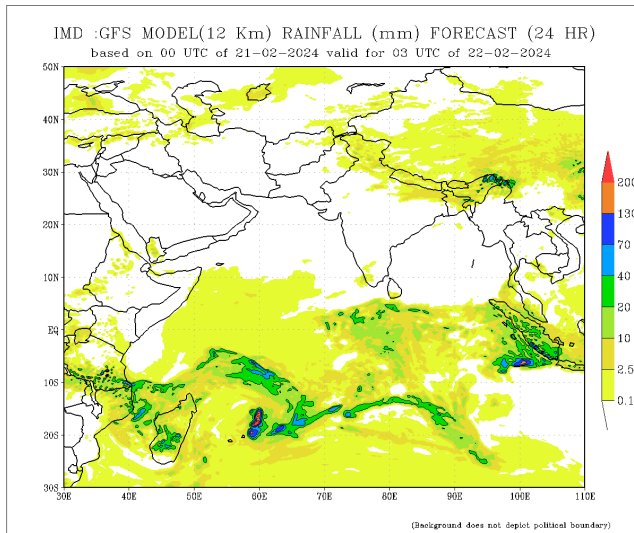 IMD :GFS MODEL(12 Km) RAINFALL (mm) FORECAST (24 HR)
based on 00 UTC of 21-02-2024 valid for 03 UTC of 22-02-2024
50N
40N
30N
20N
10N
EQ
10S
20S
30S
30E 40E 50E 60E 70E 80E 90E 100E 110E
200
130
70
40
20
10
2.5
0.1
(Background does not depict political boundary)